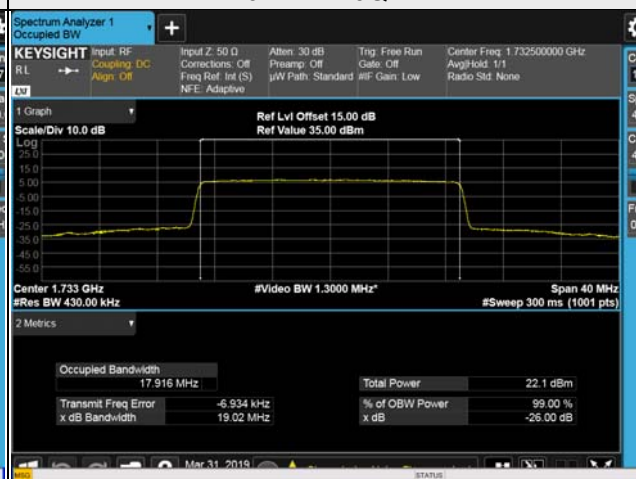 Spectrum Analyzer 1
Occupied BW
+
KEYSIGHT Input: RF
RL
Coupling: DC
Align: Off
LXI
Input Z: 50 Ω
Corrections: Off
Freq Ref: Int (S)
NFE: Adaptive
Atten: 30 dB
Preamp: Off
µW Path: Standard
Trig: Free Run
Gate: Off
#IF Gain: Low
Center Freq: 1.732500000 GHz
Avg|Hold: 1/1
Radio Std: None
1 Graph
Scale/Div 10.0 dB
Ref Lvl Offset 15.00 dB
Ref Value 35.00 dBm
Log
25.0
15.0
5.00
-5.00
-15.0
-25.0
-35.0
-45.0
-55.0
Center 1.733 GHz
#Video BW 1.3000 MHz*
Span 40 MHz
#Res BW 430.00 kHz
#Sweep 300 ms (1001 pts)
2 Metrics
Occupied Bandwidth
17.916 MHz
Total Power 22.1 dBm
Transmit Freq Error -6.934 kHz
% of OBW Power 99.00 %
x dB Bandwidth 19.02 MHz
x dB -26.00 dB
Mar 31, 2019
MSG
STATUS